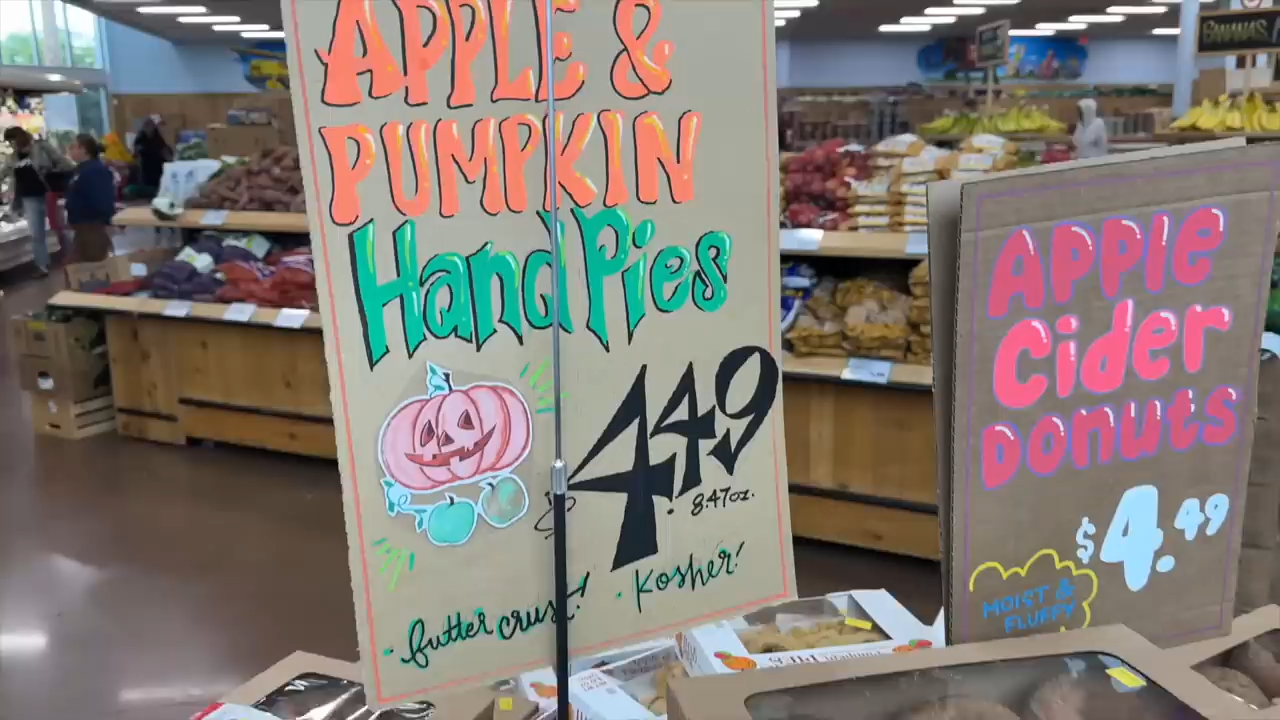 APPLE &
PUMPKIN
Hand Pies
$4.49
8.47oz.
· butter crust!
· Kosher!
APPLE
Cider
DONUTS
$4.49
MOIST &
FLUFFY
BANANAS